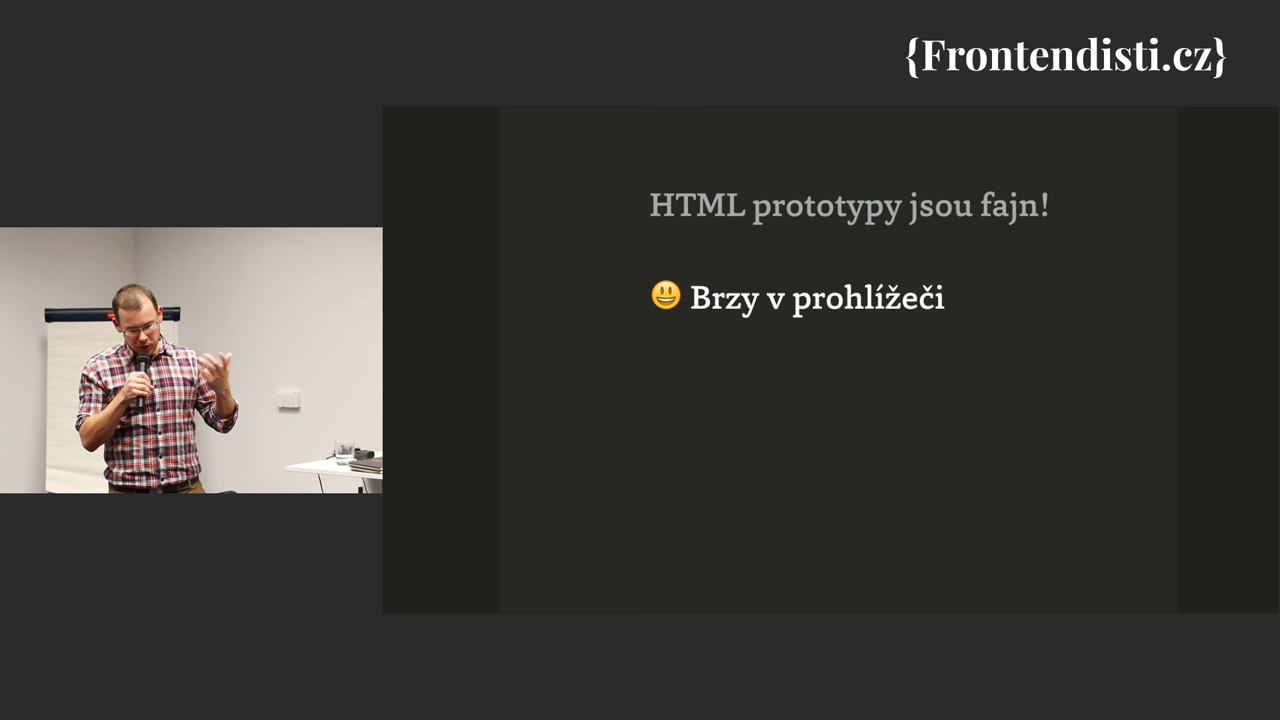 {Frontendisti.cz}
HTML prototypy jsou fajn!
😃 Brzy v prohlížeči